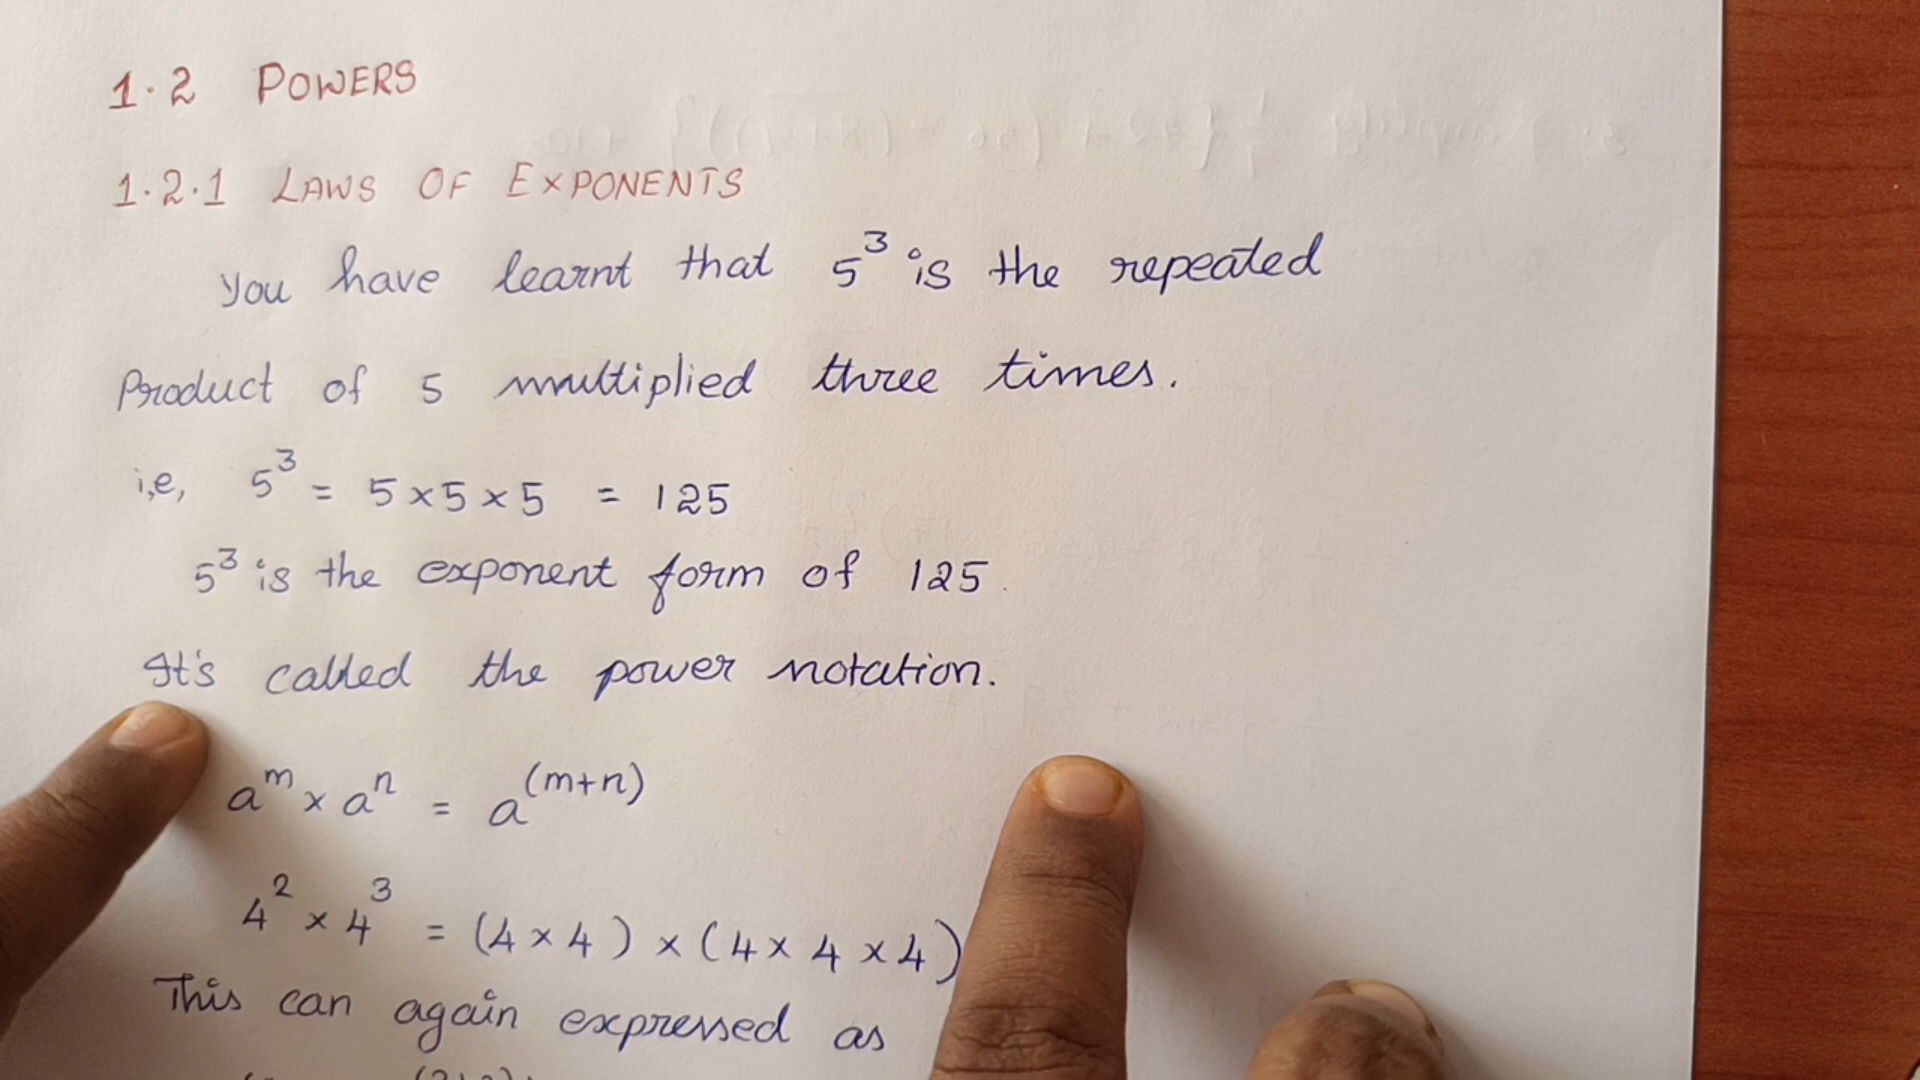 1.2 POWERS
1.2.1 LAWS OF EXPONENTS
You have learnt that 5³ is the repeated
Product of 5 multiplied three times.
i,e, 5³ = 5 × 5 × 5 = 125
5³ is the exponent form of 125.
It's called the power notation.
aᵐ × aⁿ = a⁽ᵐ⁺ⁿ⁾
4² × 4³ = (4 × 4) × (4 × 4 × 4)
This can again expressed as